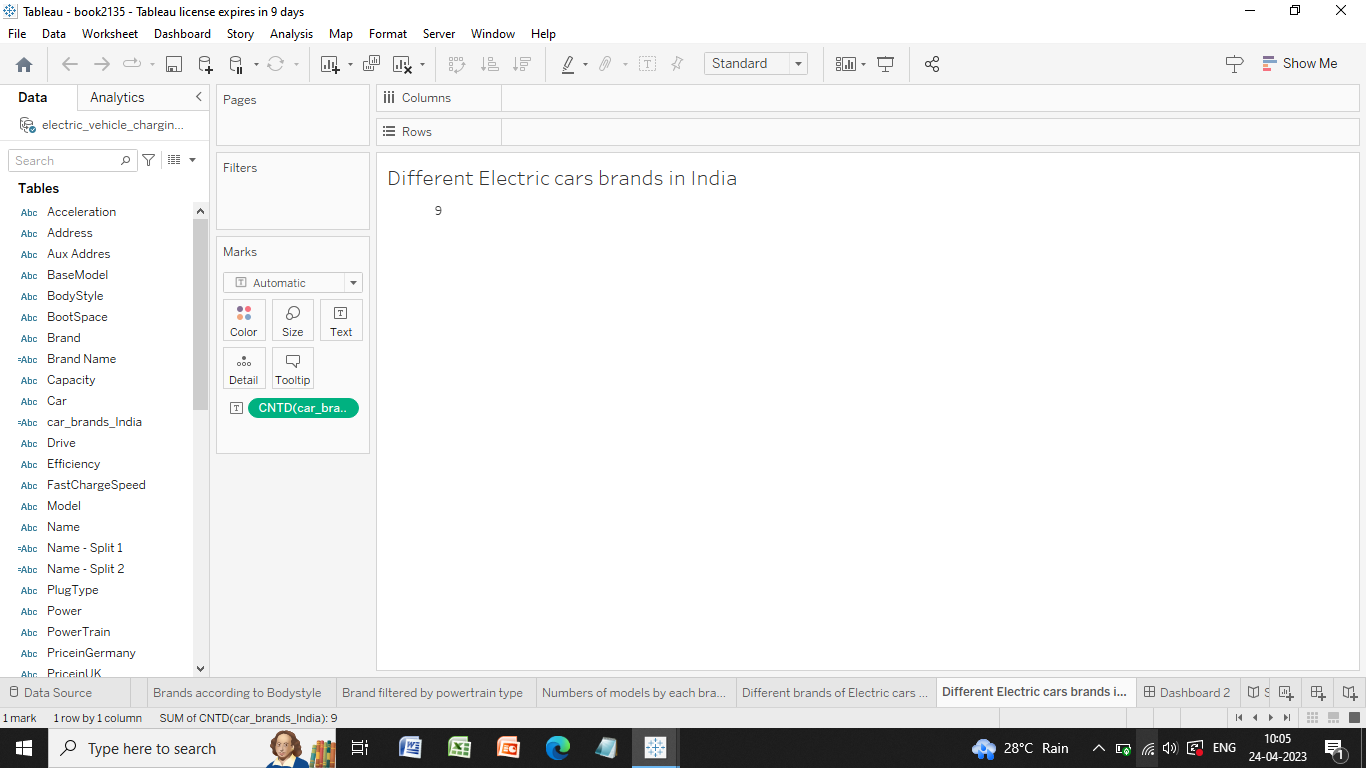 Tableau - book2135 - Tableau license expires in 9 days
File Data Worksheet Dashboard Story Analysis Map Format Server Window Help
Standard
Show Me
Data Analytics
electric_vehicle_chargin...
Search
Tables
Abc Acceleration
Abc Address
Abc Aux Addres
Abc BaseModel
Abc BodyStyle
Abc BootSpace
Abc Brand
=Abc Brand Name
Abc Capacity
Abc Car
=Abc car_brands_India
Abc Drive
Abc Efficiency
Abc FastChargeSpeed
Abc Model
Abc Name
=Abc Name - Split 1
=Abc Name - Split 2
Abc PlugType
Abc Power
Abc PowerTrain
Abc PriceinGermany
Abc PriceinUK
Pages
Filters
Marks
T Automatic
Color Size Text
Detail Tooltip
T CNTD(car_bra..
Columns
Rows
Different Electric cars brands in India
9
Data Source Brands according to Bodystyle Brand filtered by powertrain type Numbers of models by each bra... Different brands of Electric cars ... Different Electric cars brands i... Dashboard 2 S
1 mark 1 row by 1 column SUM of CNTD(car_brands_India): 9
Type here to search
28°C Rain
ENG
10:05
24-04-2023
1